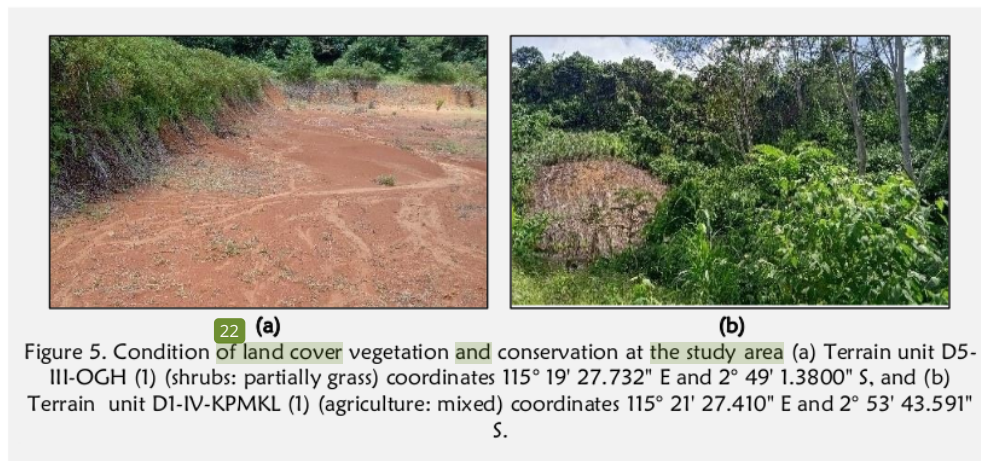 22
(a)
(b)
Figure 5. Condition of land cover vegetation and conservation at the study area (a) Terrain unit D5-
III-OGH (1) (shrubs: partially grass) coordinates 115° 19' 27.732" E and 2° 49' 1.3800" S, and (b)
Terrain unit D1-IV-KPMKL (1) (agriculture: mixed) coordinates 115° 21' 27.410" E and 2° 53' 43.591"
S.